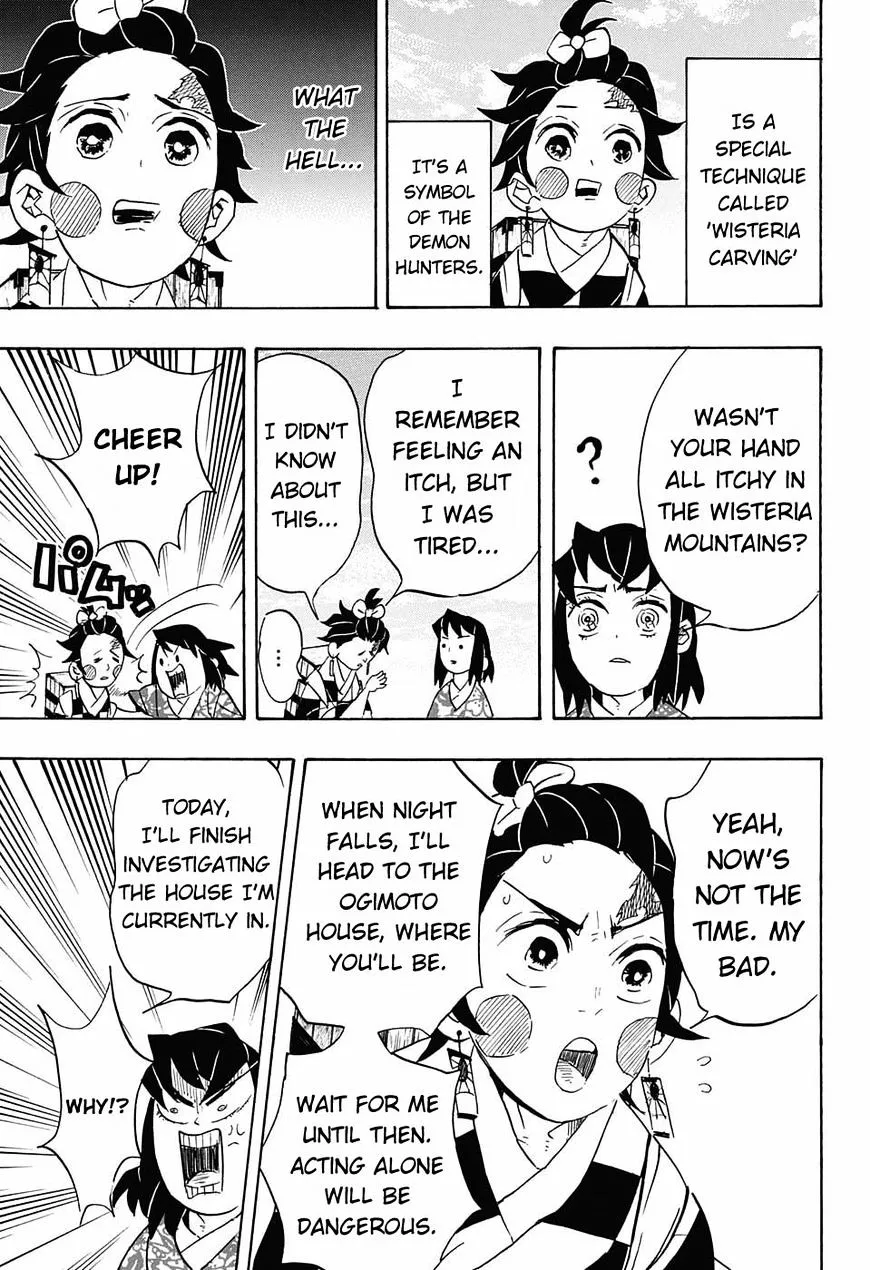 IS A
SPECIAL
TECHNIQUE
CALLED
'WISTERIA
CARVING'
IT'S A
SYMBOL
OF THE
DEMON
HUNTERS.
WHAT
THE
HELL...
WASN'T
YOUR HAND
ALL ITCHY IN
THE WISTERIA
MOUNTAINS?
?
I
REMEMBER
FEELING AN
ITCH, BUT
I WAS
TIRED...
I DIDN'T
KNOW
ABOUT
THIS...
...
CHEER
UP!
YEAH,
NOW'S
NOT THE
TIME. MY
BAD.
WHEN NIGHT
FALLS, I'LL
HEAD TO THE
OGIMOTO
HOUSE, WHERE
YOU'LL BE.
WAIT FOR ME
UNTIL THEN.
ACTING ALONE
WILL BE
DANGEROUS.
TODAY,
I'LL FINISH
INVESTIGATING
THE HOUSE I'M
CURRENTLY IN.
WHY!?